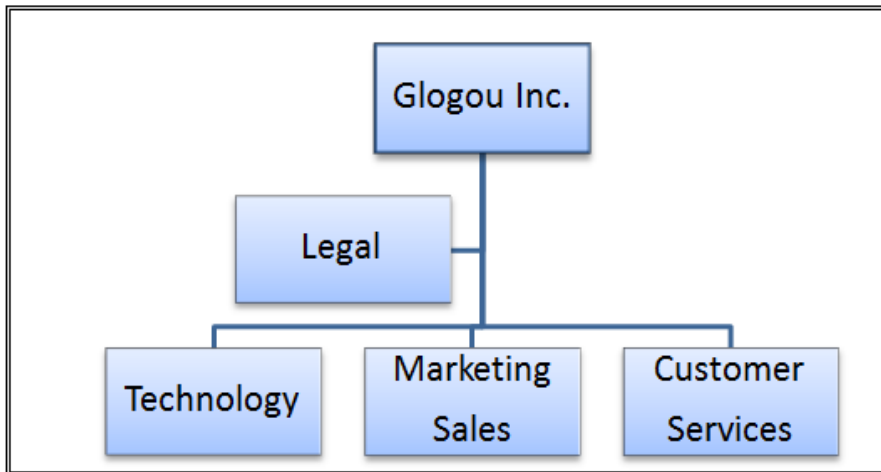 Glogou Inc.
Legal
Technology
Marketing
Sales
Customer
Services